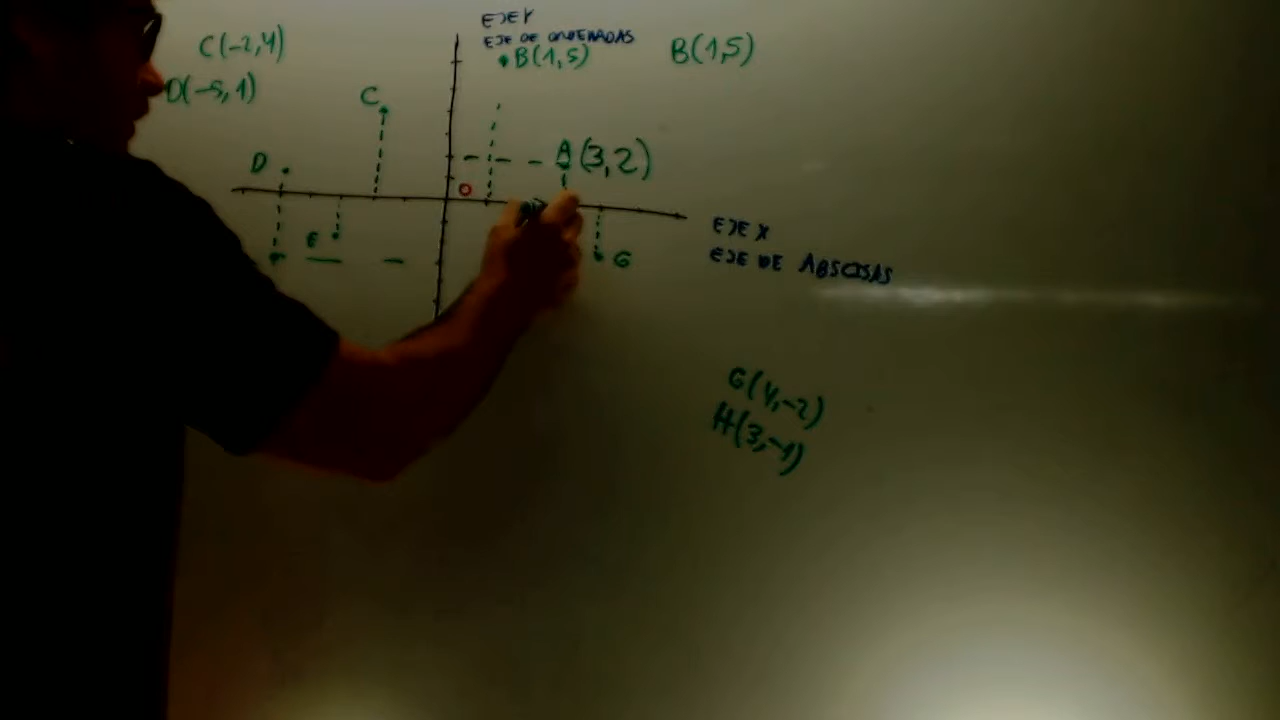 EJE Y
EJE DE ORDENADAS
C(-2,4)
B(1,5)
B(1,5)
D(-5,1)
C
A(3,2)
D
O
EJE X
E
G
EJE DE ABSCISAS
G(4,-2)
H(3,-1)